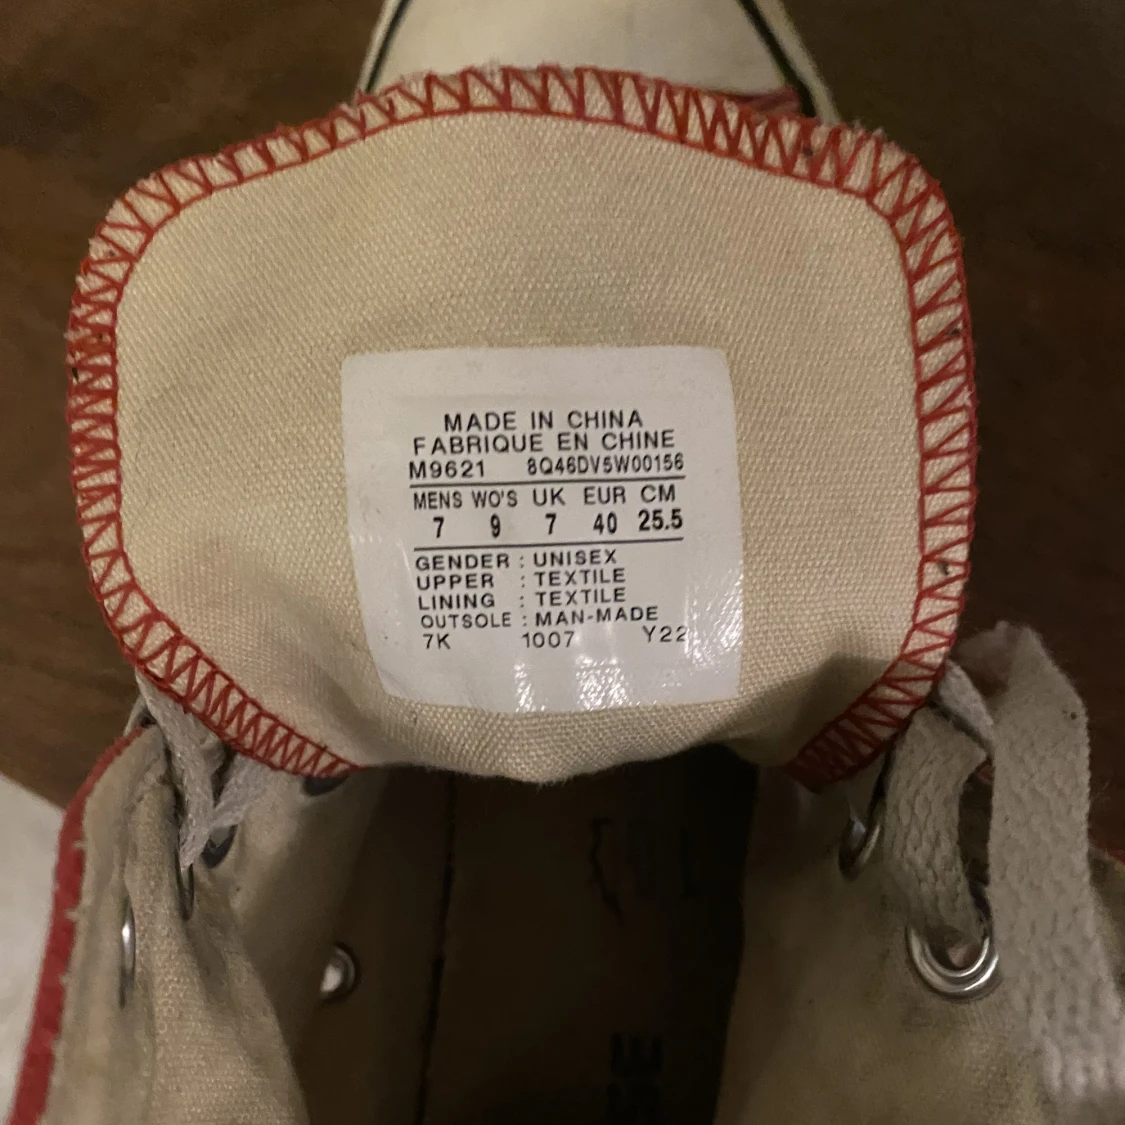 MADE IN CHINA
FABRIQUE EN CHINE
M9621 8Q46DV5W00156
MENS WO'S UK EUR CM
7 9 7 40 25.5
GENDER : UNISEX
UPPER : TEXTILE
LINING : TEXTILE
OUTSOLE : MAN-MADE
7K 1007 Y22